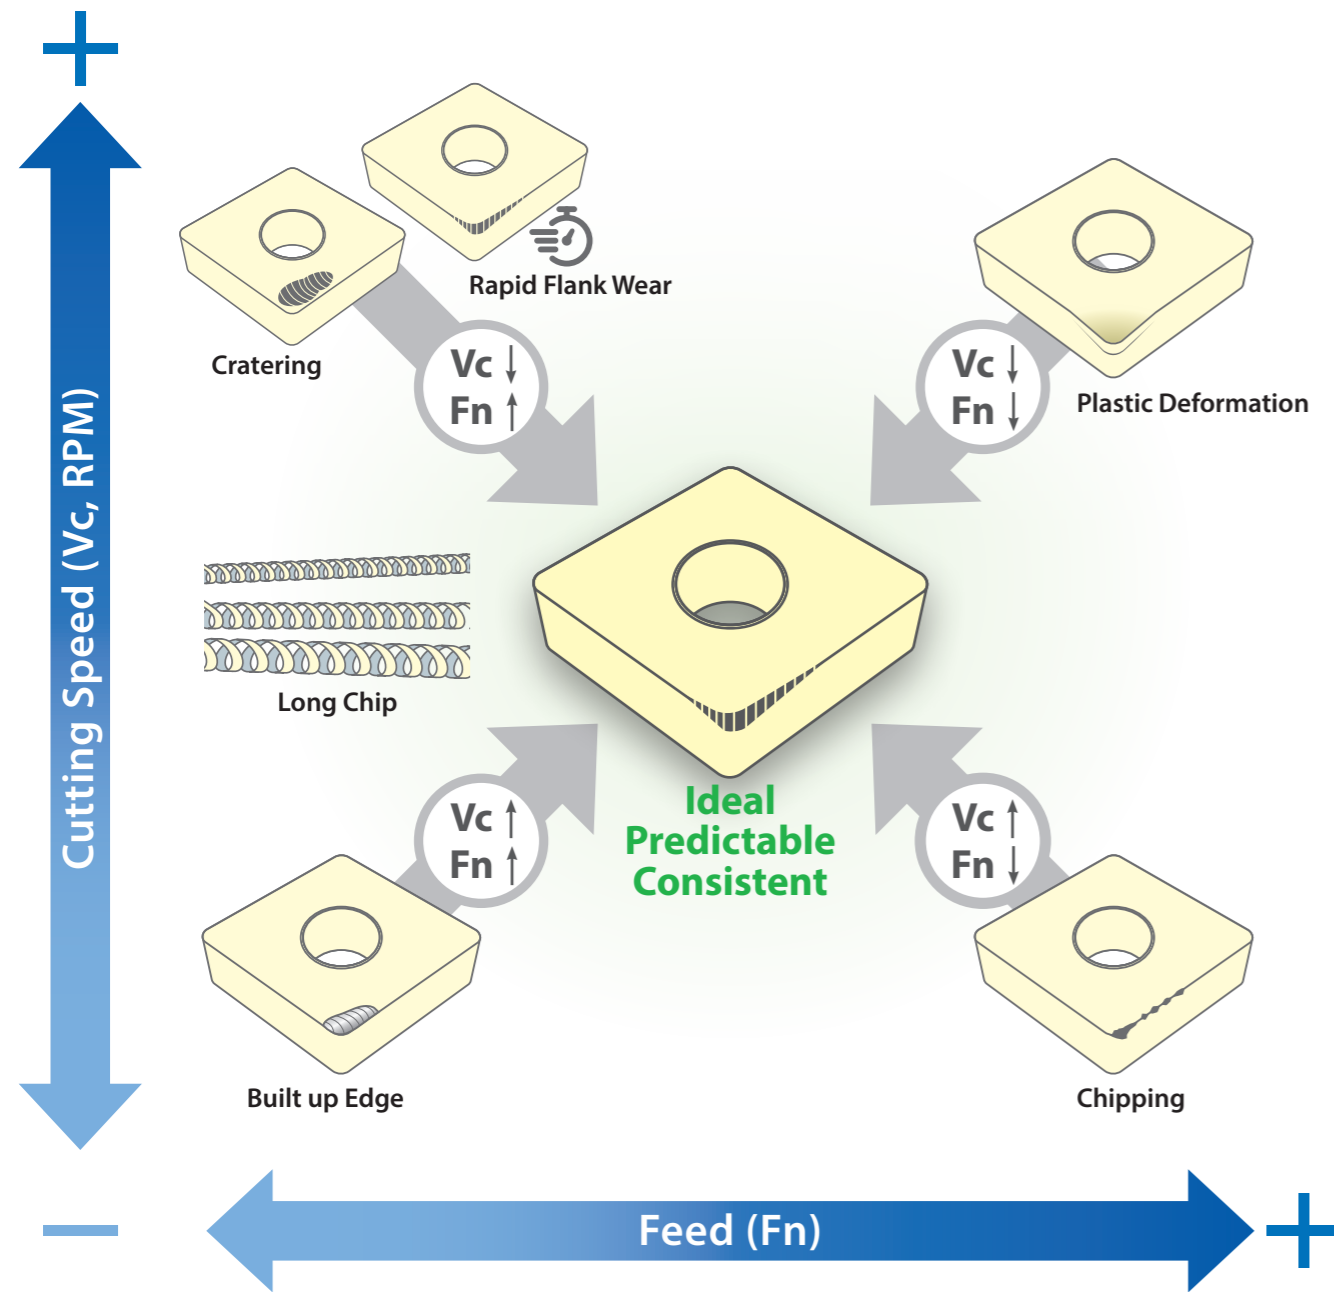 Rapid Flank Wear
Cratering
Vc ↓
Fn ↑
Vc ↓
Fn ↓
Plastic Deformation
Cutting Speed (Vc, RPM)
Long Chip
Ideal
Predictable
Consistent
Vc ↑
Fn ↑
Vc ↑
Fn ↓
Built up Edge
Chipping
Feed (Fn)